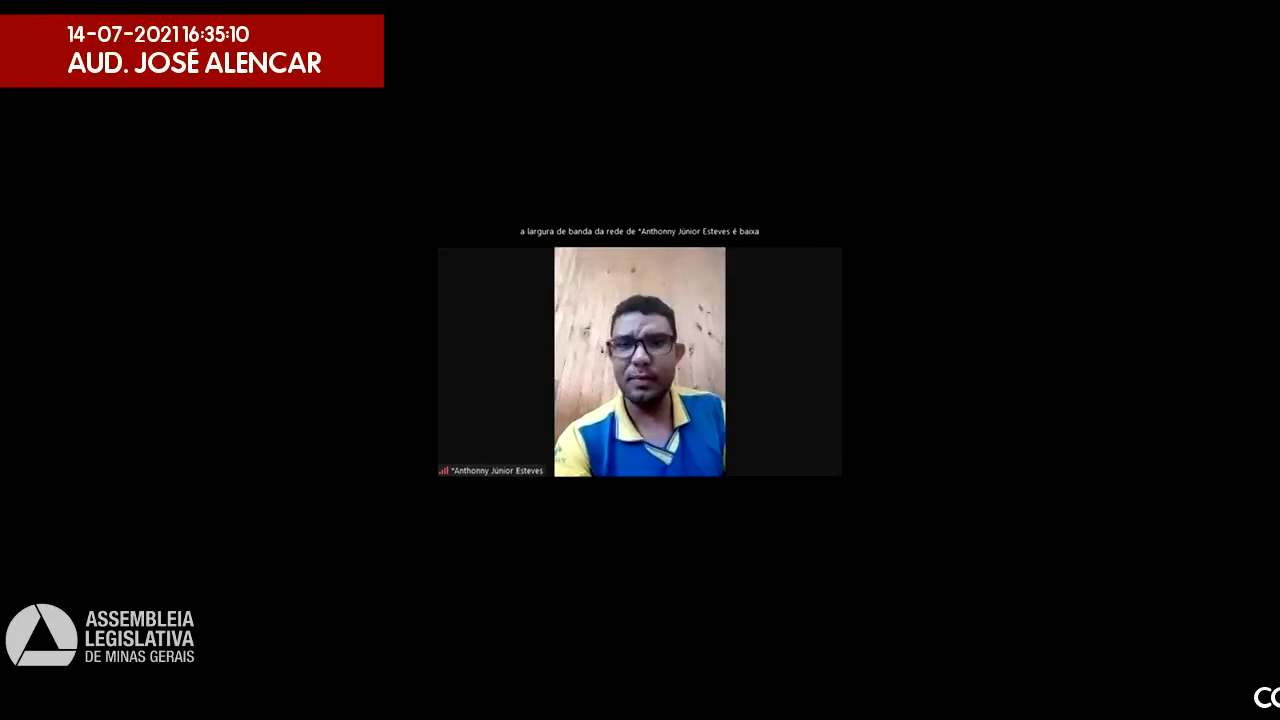 14-07-2021 16:35:10
AUD. JOSÉ ALENCAR
a largura de banda da rede de *Anthonny Júnior Esteves é baixa
*Anthonny Júnior Esteves
ASSEMBLEIA
LEGISLATIVA
DE MINAS GERAIS